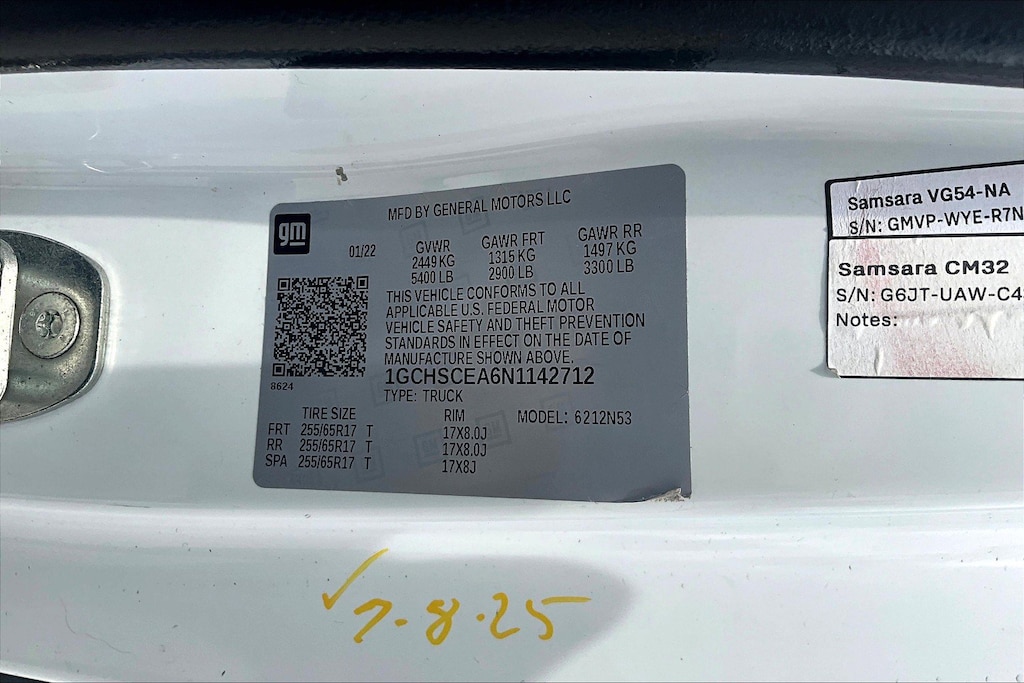 MFD BY GENERAL MOTORS LLC
gm
01/22
GVWR GAWR FRT GAWR RR
2449KG 1315 KG 1497 KG
5400 LB 2900 LB 3300 LB
THIS VEHICLE CONFORMS TO ALL
APPLICABLE U.S. FEDERAL MOTOR
VEHICLE SAFETY AND THEFT PREVENTION
STANDARDS IN EFFECT ON THE DATE OF
MANUFACTURE SHOWN ABOVE.
8624
1GCHSCEA6N1142712
TYPE: TRUCK
TIRE SIZE RIM MODEL: 6212N53
FRT 255/65R17 T 17X8.0J
RR 255/65R17 T 17X8.0J
SPA 255/65R17 T 17X8J
Samsara VG54-NA
S/N: GMVP-WYE-R7N
Samsara CM32
S/N: G6JT-UAW-C4
Notes:
✓ 7-8-25